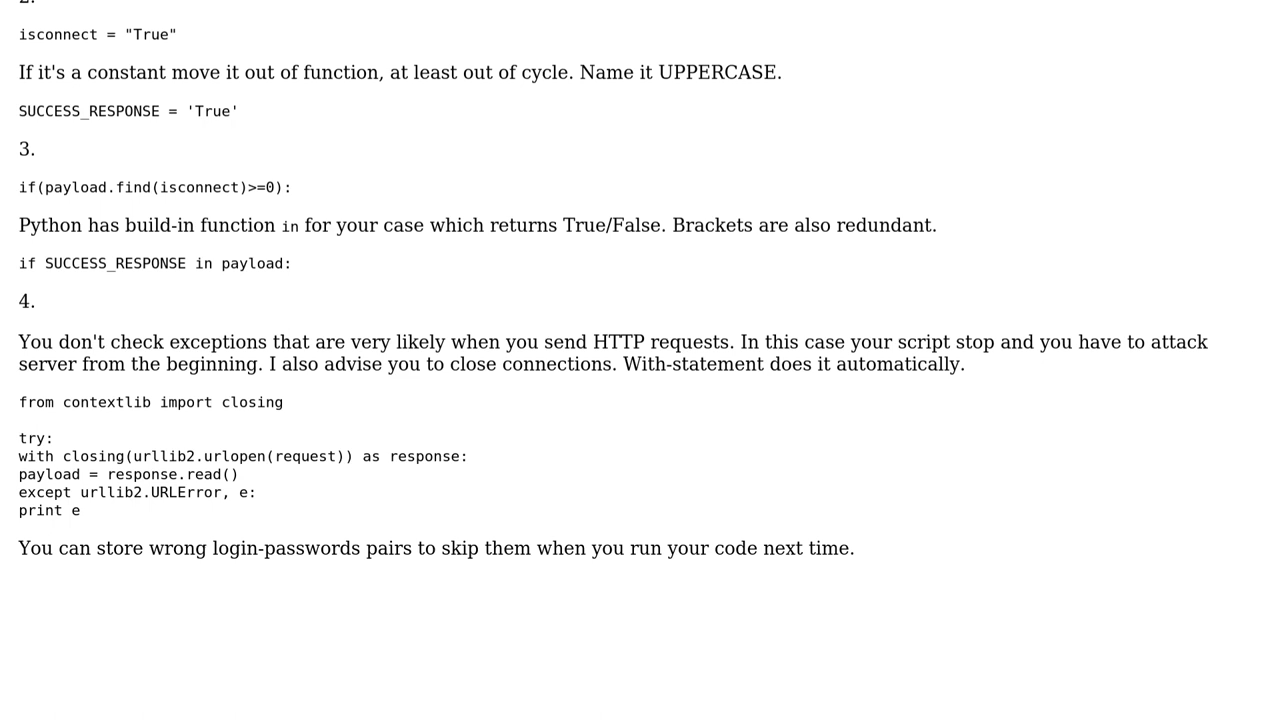 2.
isconnect = "True"
If it's a constant move it out of function, at least out of cycle. Name it UPPERCASE.
SUCCESS_RESPONSE = 'True'
3.
if(payload.find(isconnect)>=0):
Python has build-in function in for your case which returns True/False. Brackets are also redundant.
if SUCCESS_RESPONSE in payload:
4.
You don't check exceptions that are very likely when you send HTTP requests. In this case your script stop and you have to attack
server from the beginning. I also advise you to close connections. With-statement does it automatically.
from contextlib import closing
try:
with closing(urllib2.urlopen(request)) as response:
payload = response.read()
except urllib2.URLError, e:
print e
You can store wrong login-passwords pairs to skip them when you run your code next time.